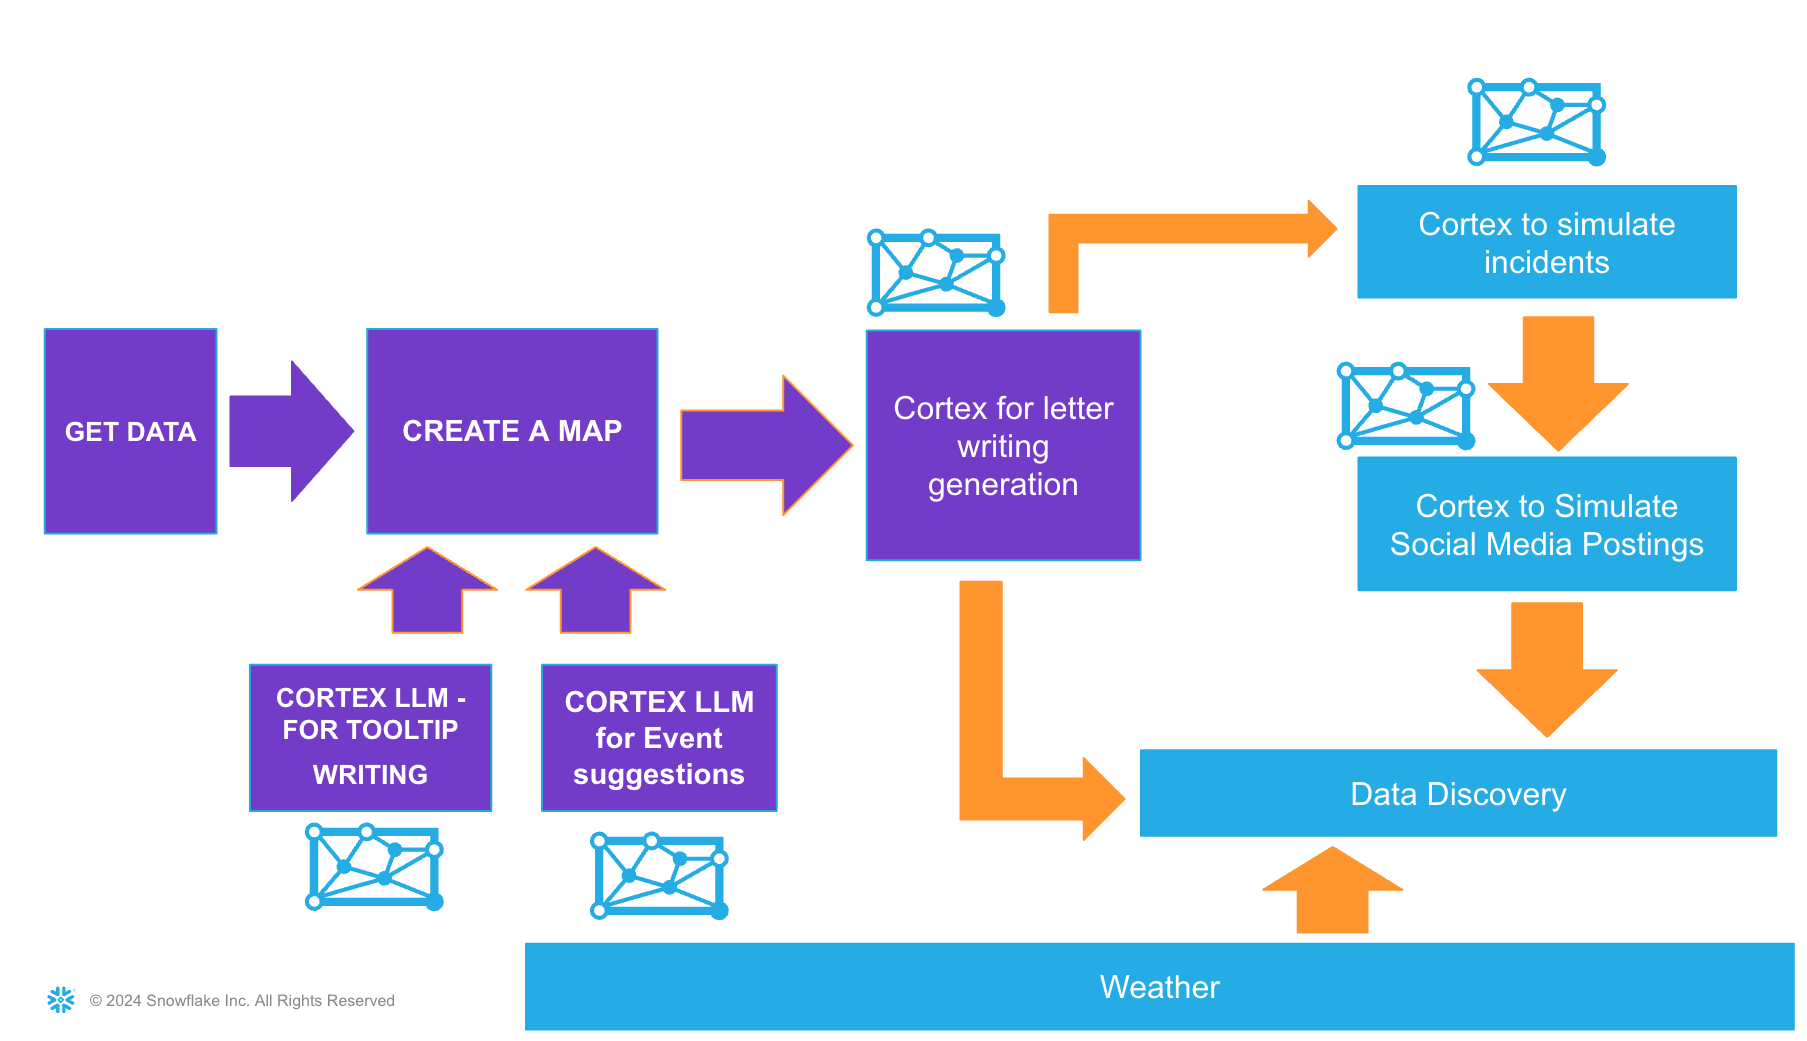 GET DATA
CREATE A MAP
Cortex for letter
writing
generation
Cortex to simulate
incidents
Cortex to Simulate
Social Media Postings
CORTEX LLM -
FOR TOOLTIP
WRITING
CORTEX LLM
for Event
suggestions
Data Discovery
Weather
© 2024 Snowflake Inc. All Rights Reserved